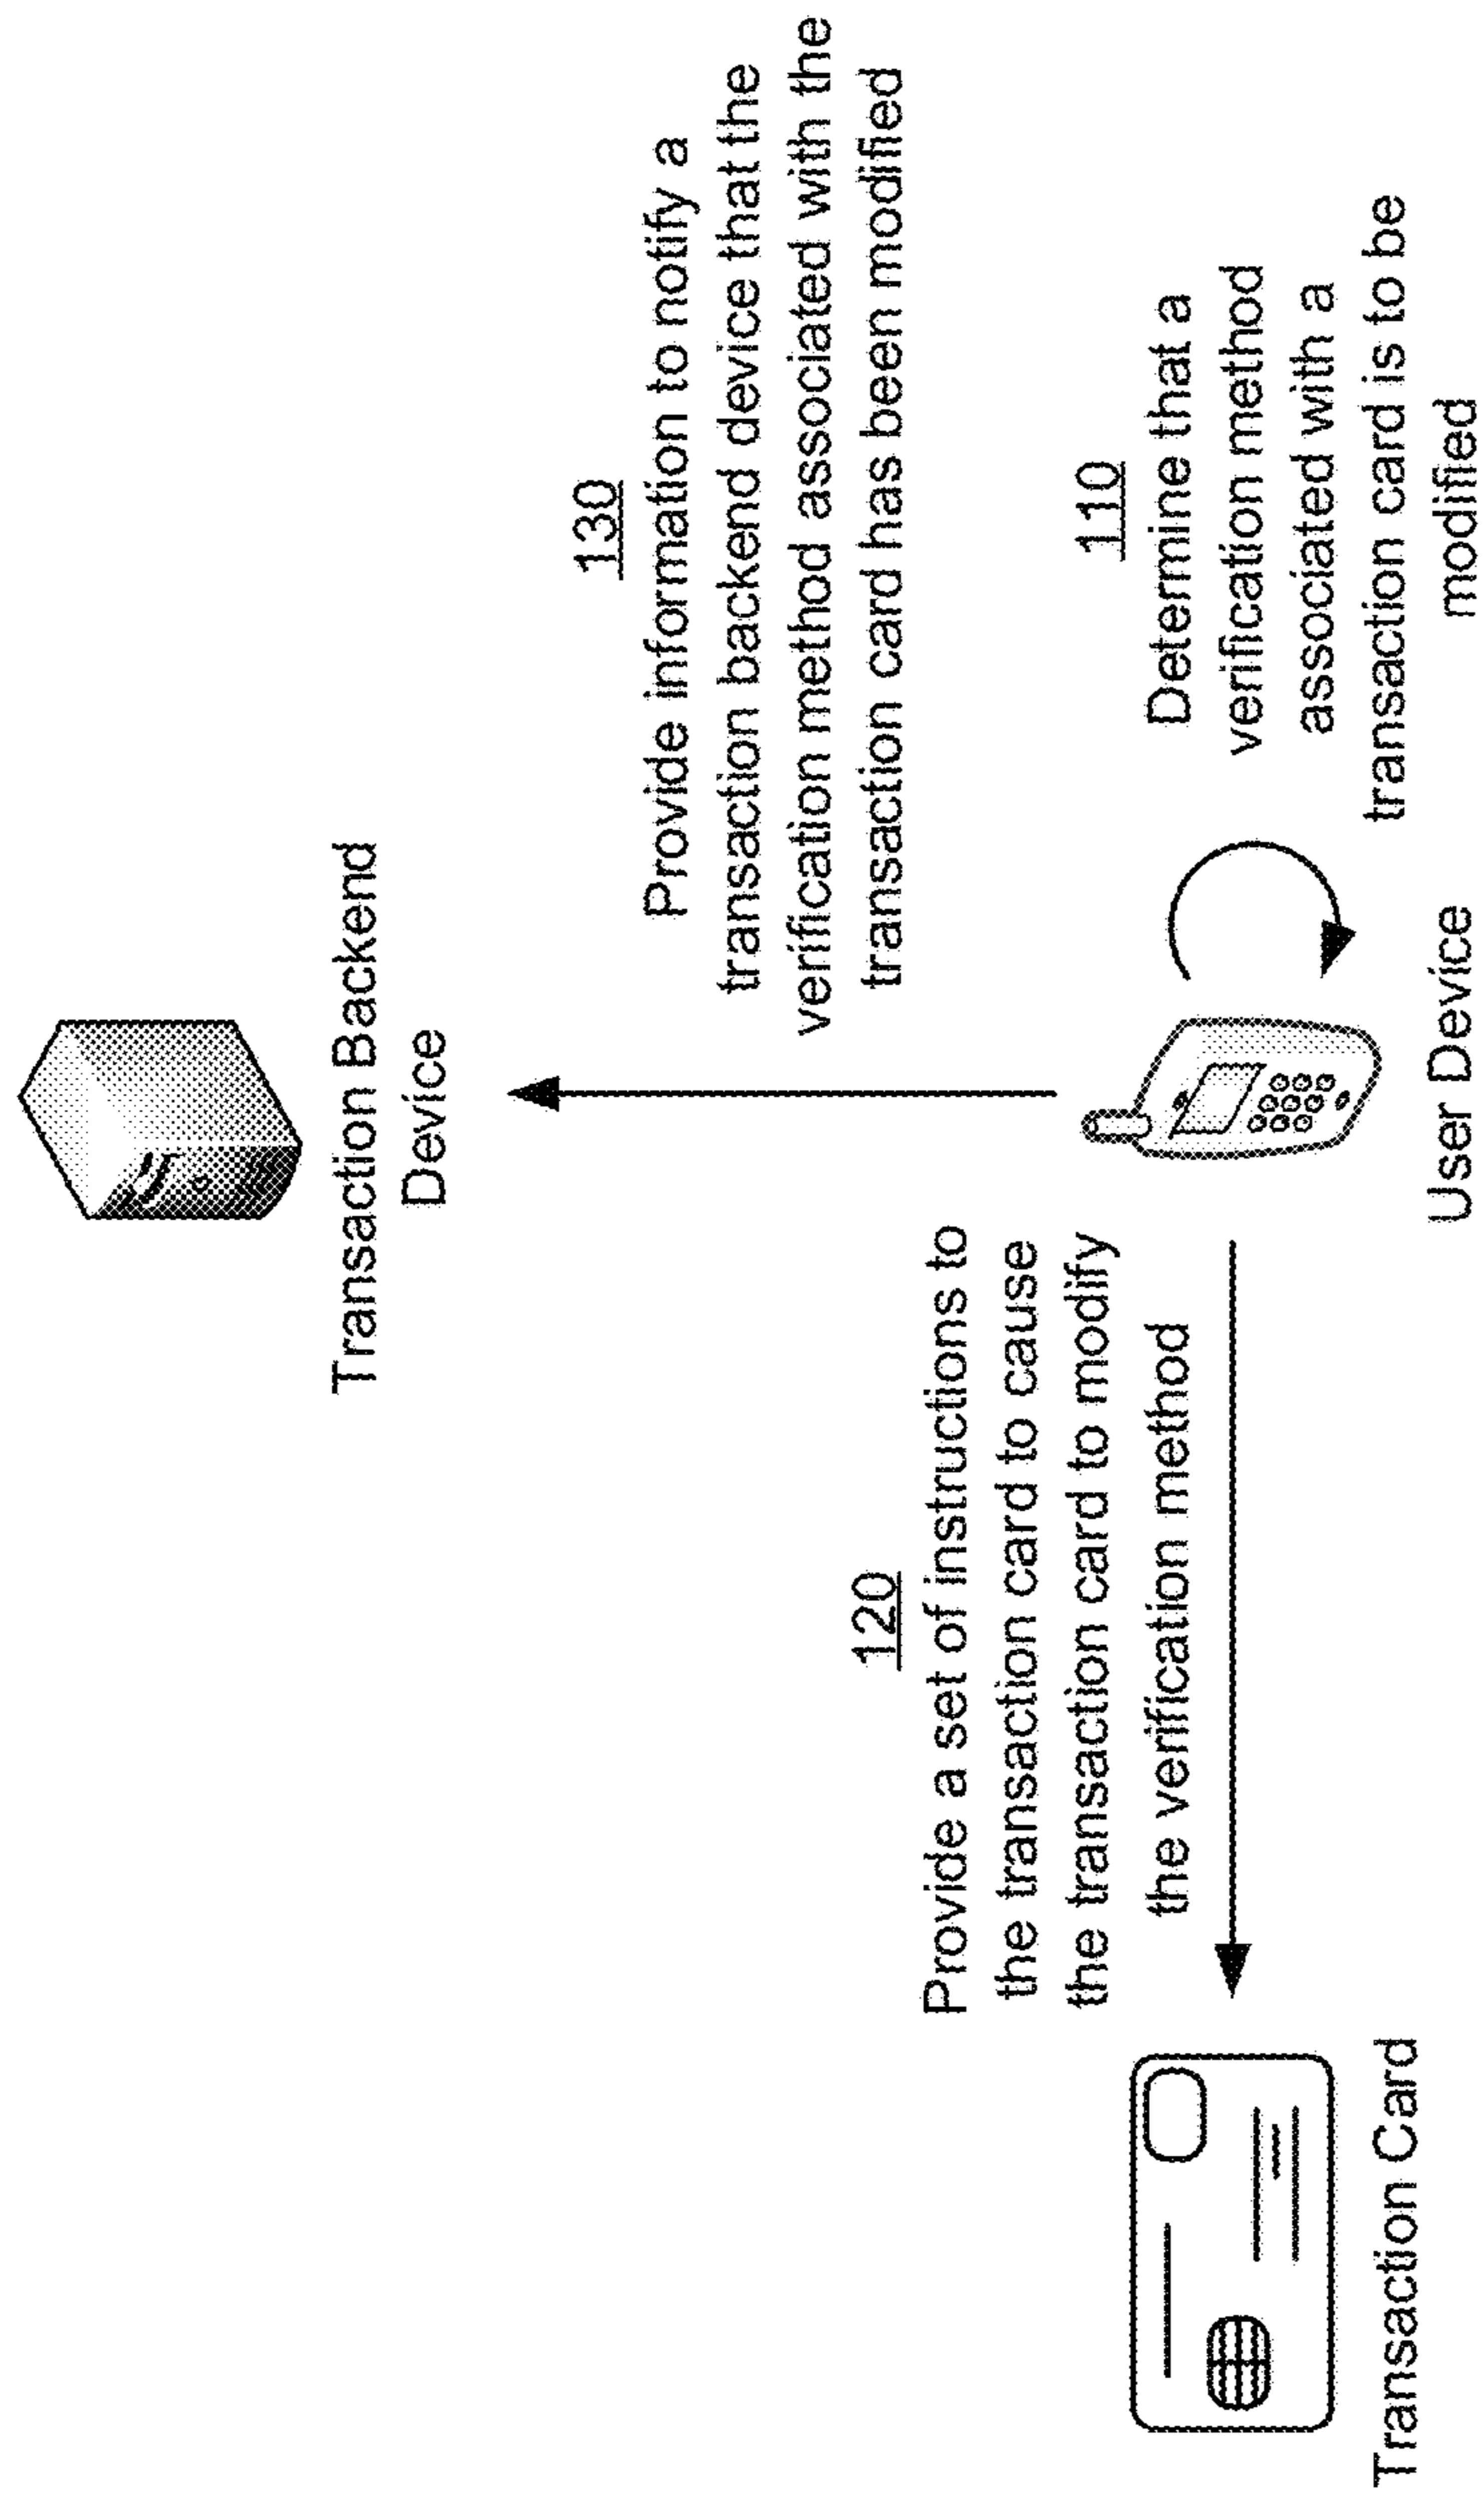 Transaction Backend
Device
130
Provide information to notify a
transaction backend device that the
verification method associated with the
transaction card has been modified
120
Provide a set of instructions to
the transaction card to cause
the transaction card to modify
the verification method
110
Determine that a
verification method
associated with a
transaction card is to be
modified
Transaction Card
User Device